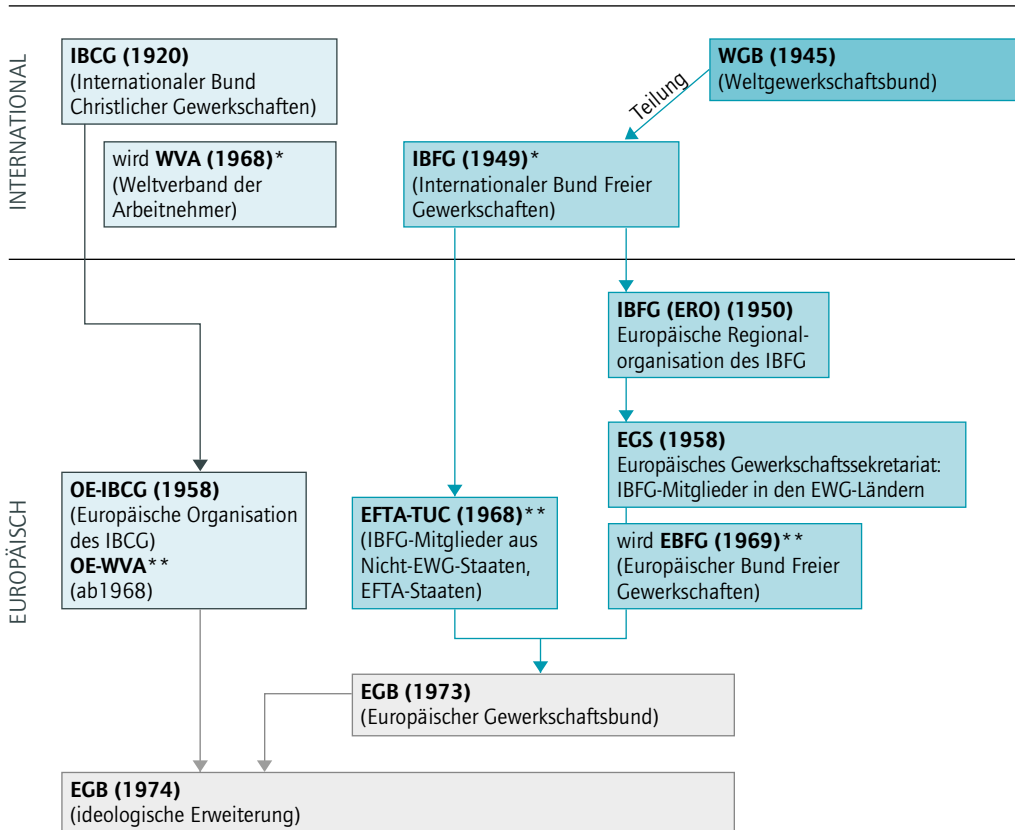 INTERNATIONAL
IBCG (1920)
(Internationaler Bund
Christlicher Gewerkschaften)
wird WVA (1968)*
(Weltverband der
Arbeitnehmer)
WGB (1945)
(Weltgewerkschaftsbund)
Teilung
IBFG (1949)*
(Internationaler Bund Freier
Gewerkschaften)
EUROPÄISCH
IBFG (ERO) (1950)
Europäische Regional-
organisation des IBFG
EGS (1958)
Europäisches Gewerkschaftssekretariat:
IBFG-Mitglieder in den EWG-Ländern
OE-IBCG (1958)
(Europäische Organisation
des IBCG)
OE-WVA**
(ab1968)
EFTA-TUC (1968)**
(IBFG-Mitglieder aus
Nicht-EWG-Staaten,
EFTA-Staaten)
wird EBFG (1969)**
(Europäischer Bund Freier
Gewerkschaften)
EGB (1973)
(Europäischer Gewerkschaftsbund)
EGB (1974)
(ideologische Erweiterung)